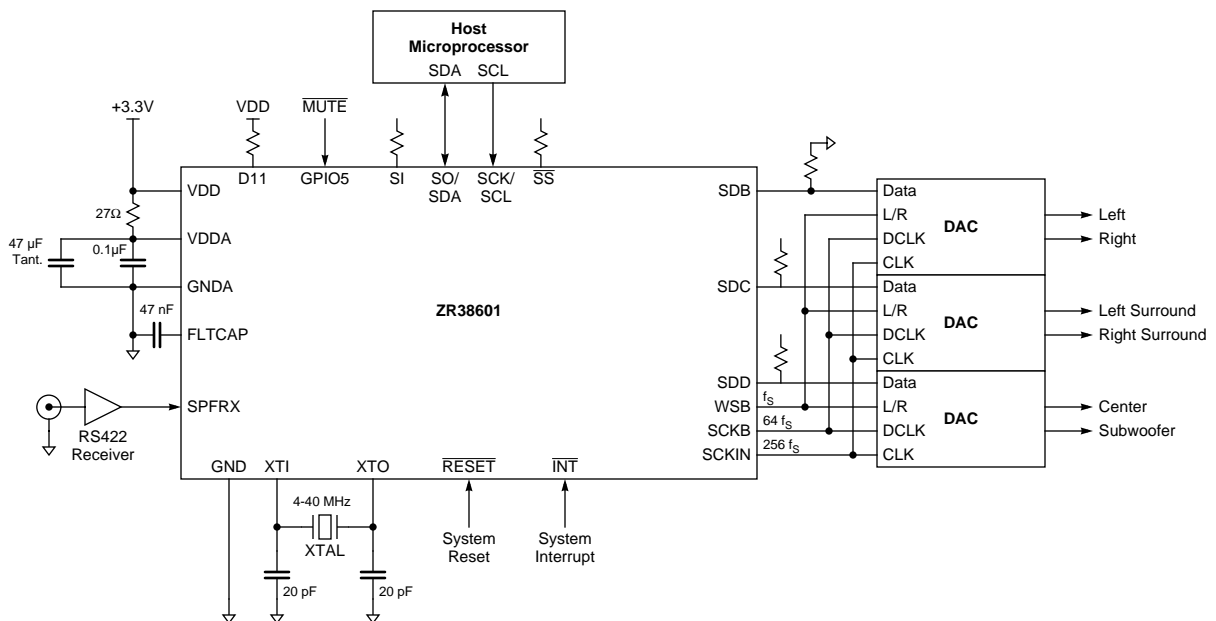 Host
Microprocessor
SDA SCL
+3.3V
VDD
MUTE
D11
GPIO5
SI
SO/
SDA
SCK/
SCL
SS
VDD
27Ω
VDDA
47 µF
Tant.
0.1µF
GNDA
47 nF
FLTCAP
ZR38601
SPFRX
RS422
Receiver
GND
XTI
XTO
RESET
INT
4-40 MHz
XTAL
20 pF
20 pF
System
Reset
System
Interrupt
SDB
SDC
SDD
WSB
fS
SCKB
64 fS
SCKIN
256 fS
Data
L/R
DCLK
CLK
DAC
Left
Right
Data
L/R
DCLK
CLK
DAC
Left Surround
Right Surround
Data
L/R
DCLK
CLK
DAC
Center
Subwoofer